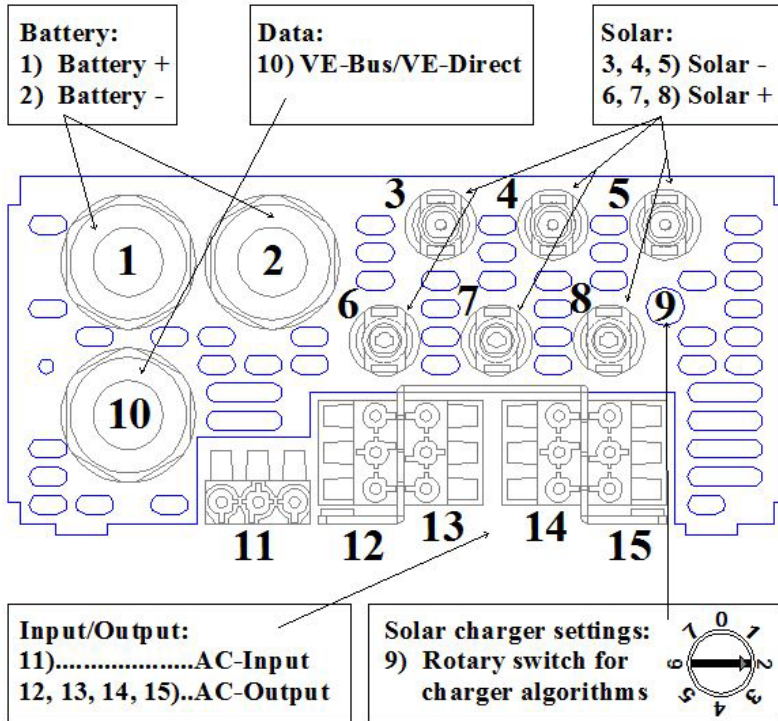 Battery:
1) Battery +
2) Battery -
Data:
10) VE-Bus/VE-Direct
Solar:
3, 4, 5) Solar -
6, 7, 8) Solar +
3 4 5
1 2
6 7 8 9
10
11 12 13 14 15
Input/Output:
11).....................AC-Input
12, 13, 14, 15)..AC-Output
Solar charger settings:
9) Rotary switch for
charger algorithms
0 1 2 3 4 5 6 7